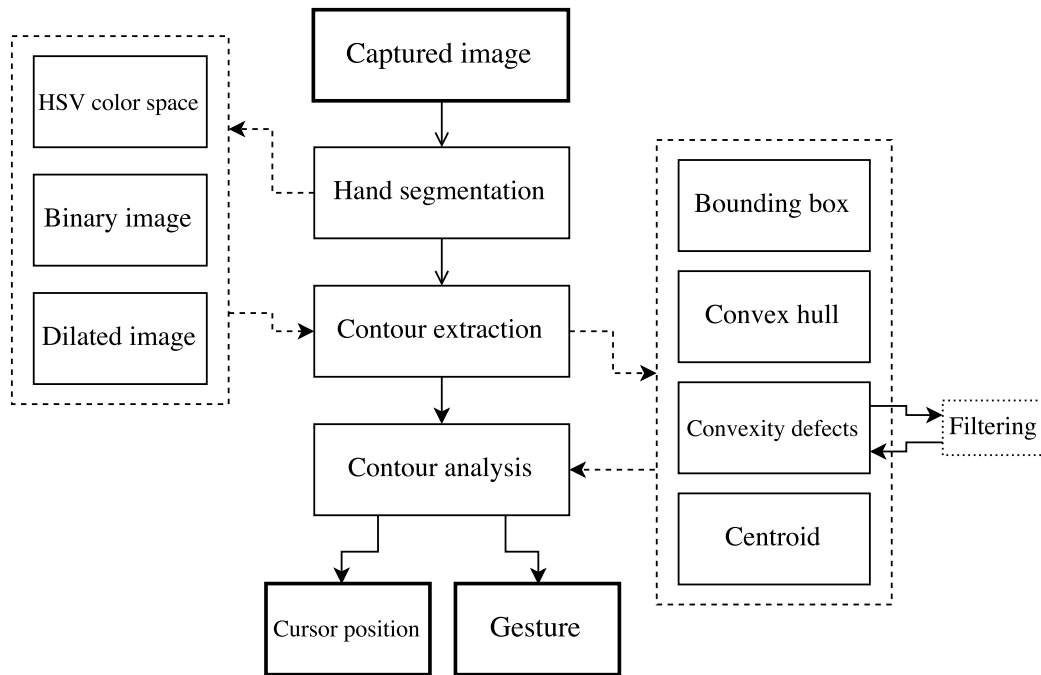 Captured image
HSV color space
Binary image
Dilated image
Hand segmentation
Contour extraction
Contour analysis
Bounding box
Convex hull
Convexity defects
Filtering
Centroid
Cursor position
Gesture